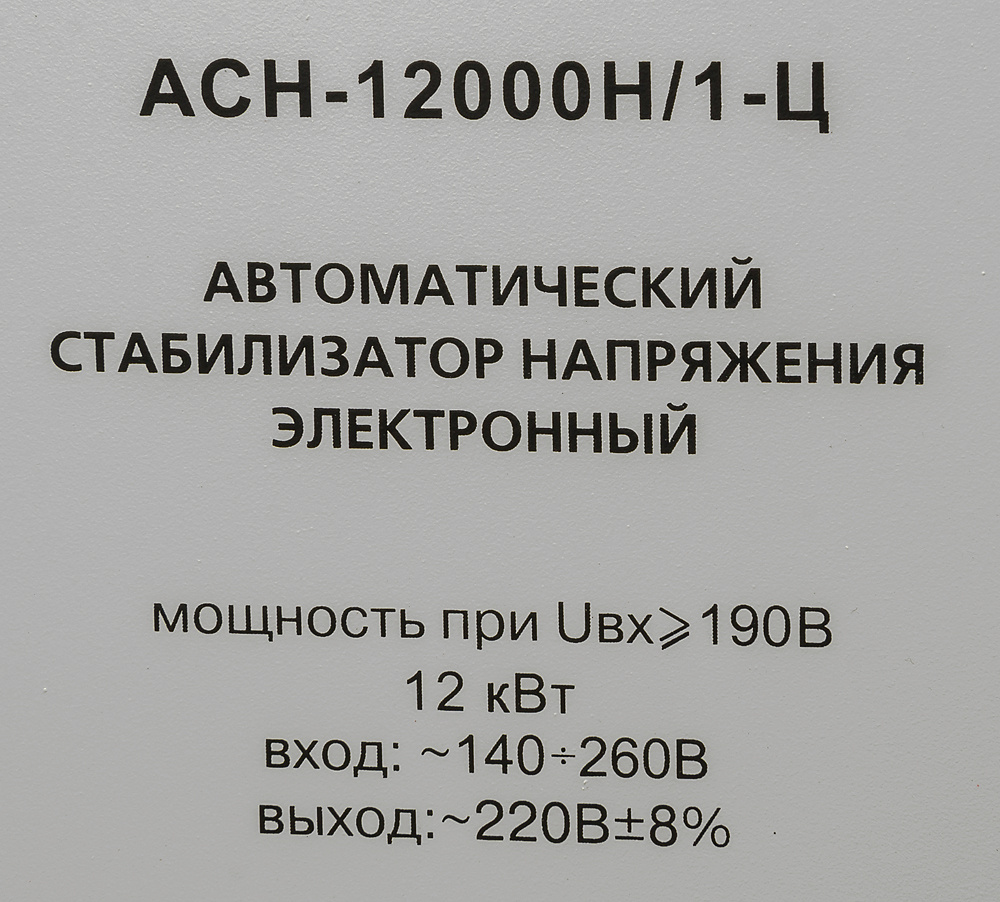 АСН-12000Н/1-Ц
АВТОМАТИЧЕСКИЙ
СТАБИЛИЗАТОР НАПРЯЖЕНИЯ
ЭЛЕКТРОННЫЙ
мощность при Uвх⩾190В
12 кВт
вход: ~140÷260В
выход:~220В±8%